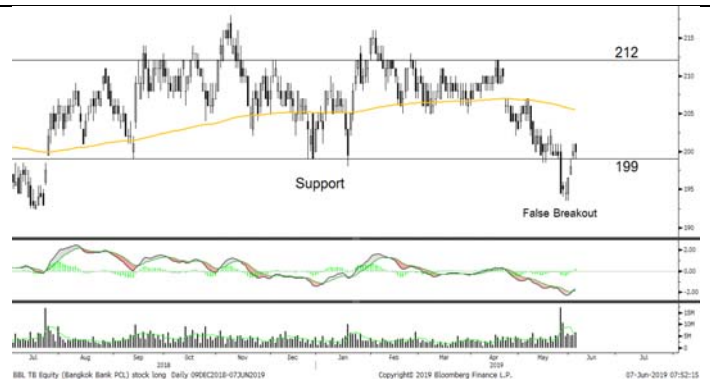 212
215
210
205
200
199
195
190
Support
False Breakout
2.00
0.00
-2.00
15M
10M
5M
0
Jul Aug Sep Oct Nov Dec Jan Feb Mar Apr May Jun Jul
2018 2019
BBL TB Equity (Bangkok Bank PCL) stock long Daily 09DEC2018-07JUN2019 Copyright© 2019 Bloomberg Finance L.P. 07-Jun-2019 07:52:15